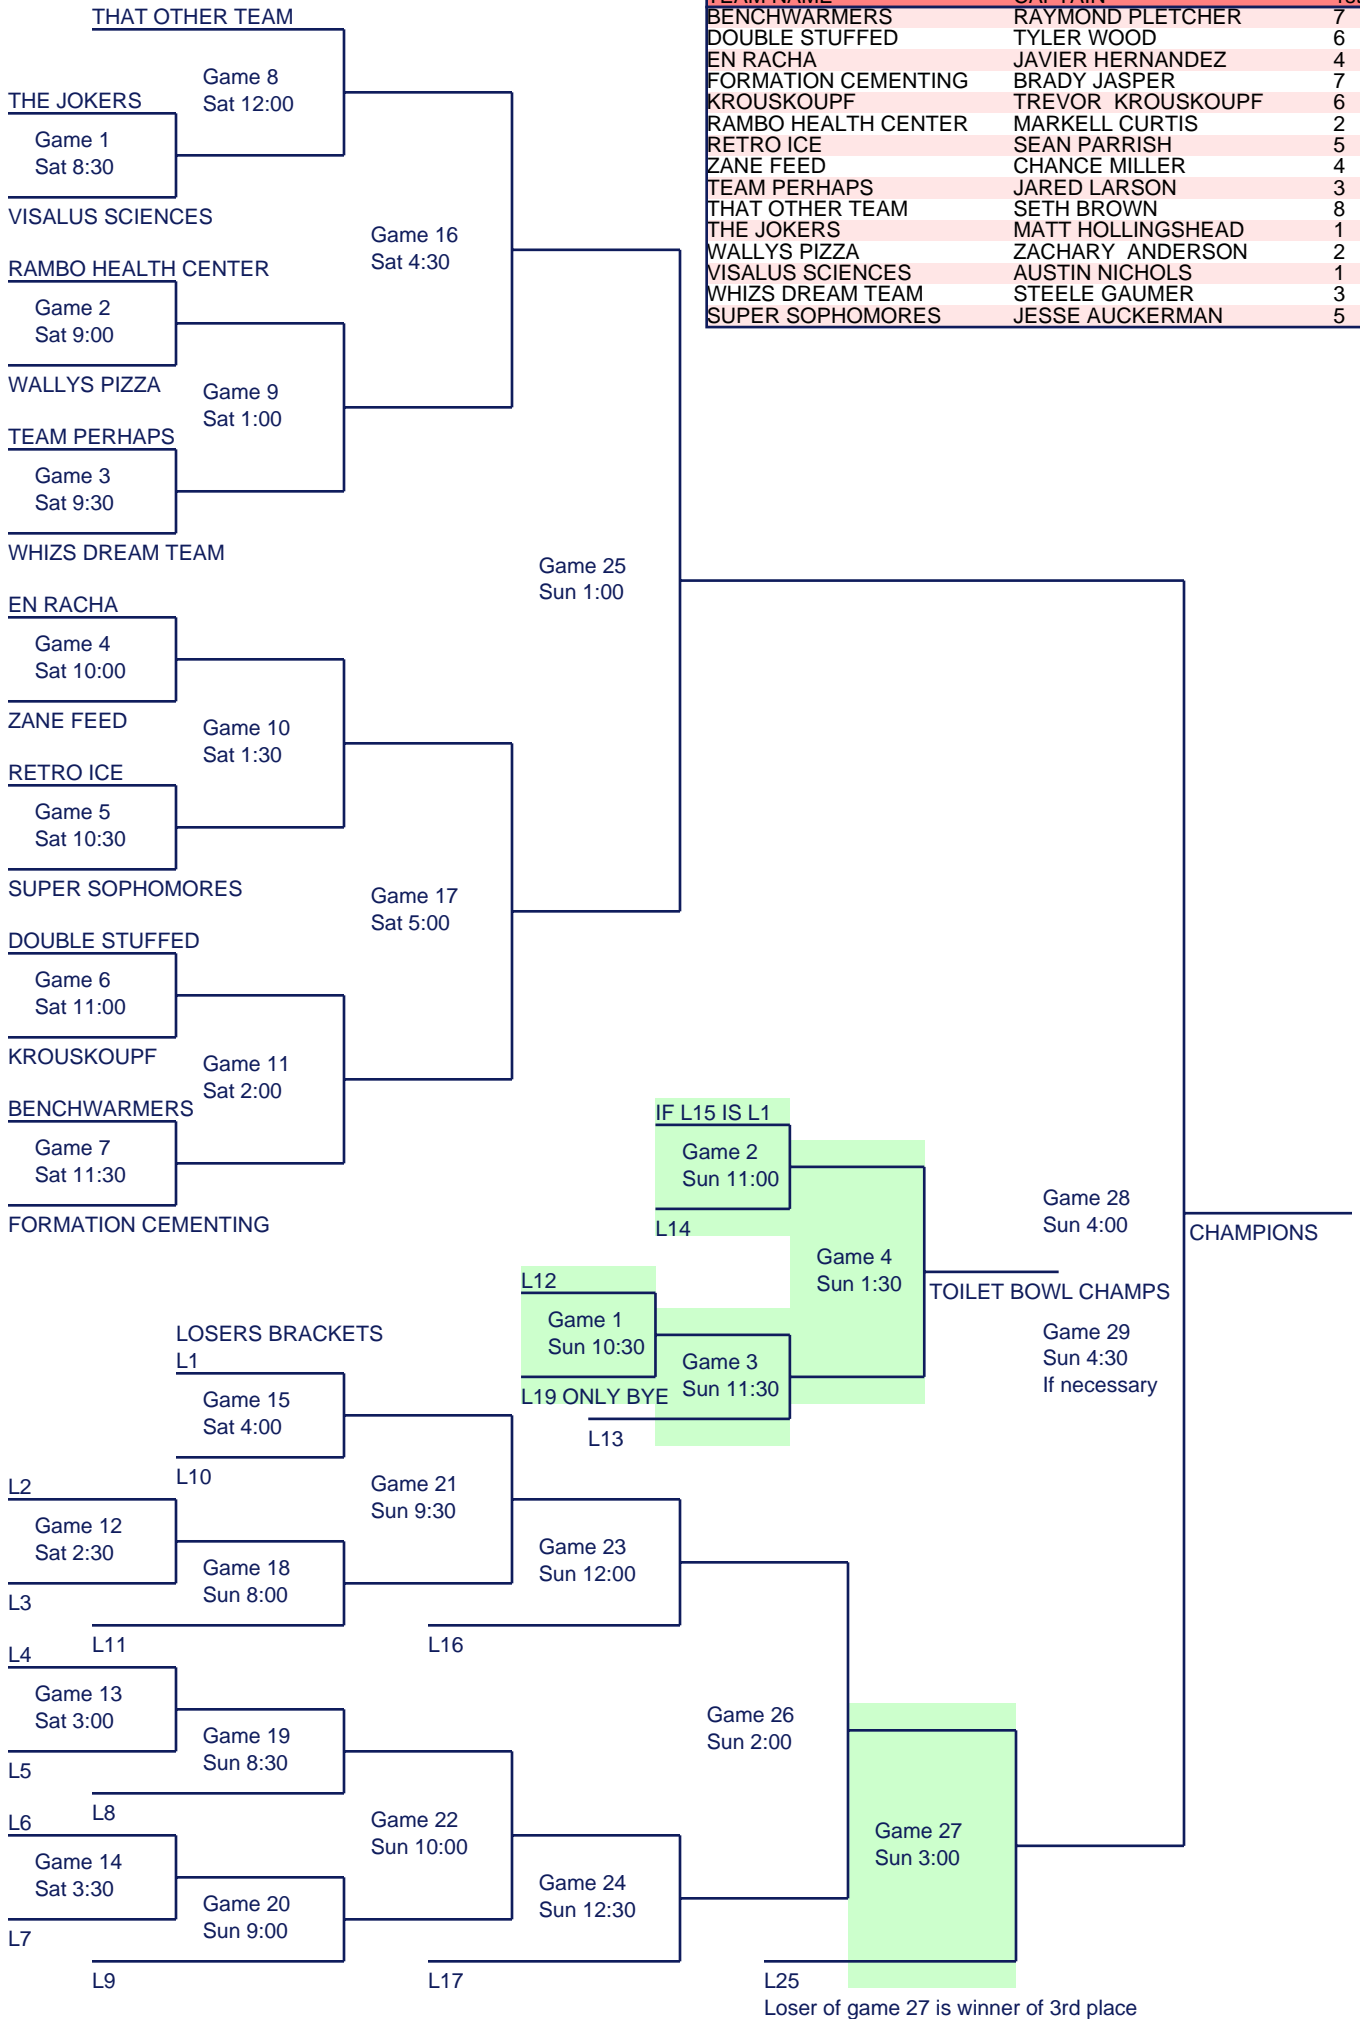 THAT OTHER TEAM
Game 8
Sat 12:00
THE JOKERS
Game 1
Sat 8:30
VISALUS SCIENCES
Game 16
Sat 4:30
RAMBO HEALTH CENTER
Game 2
Sat 9:00
WALLYS PIZZA
Game 9
Sat 1:00
TEAM PERHAPS
Game 3
Sat 9:30
WHIZS DREAM TEAM
Game 25
Sun 1:00
EN RACHA
Game 4
Sat 10:00
ZANE FEED
Game 10
Sat 1:30
RETRO ICE
Game 5
Sat 10:30
SUPER SOPHOMORES
Game 17
Sat 5:00
DOUBLE STUFFED
Game 6
Sat 11:00
KROUSKOUPF
Game 11
Sat 2:00
BENCHWARMERS
Game 7
Sat 11:30
FORMATION CEMENTING
BENCHWARMERS RAYMOND PLETCHER 7
DOUBLE STUFFED TYLER WOOD 6
EN RACHA JAVIER HERNANDEZ 4
FORMATION CEMENTING BRADY JASPER 7
KROUSKOUPF TREVOR KROUSKOUPF 6
RAMBO HEALTH CENTER MARKELL CURTIS 2
RETRO ICE SEAN PARRISH 5
ZANE FEED CHANCE MILLER 4
TEAM PERHAPS JARED LARSON 3
THAT OTHER TEAM SETH BROWN 8
THE JOKERS MATT HOLLINGSHEAD 1
WALLYS PIZZA ZACHARY ANDERSON 2
VISALUS SCIENCES AUSTIN NICHOLS 1
WHIZS DREAM TEAM STEELE GAUMER 3
SUPER SOPHOMORES JESSE AUCKERMAN 5
IF L15 IS L1
Game 2
Sun 11:00
L14
Game 4
Sun 1:30
L12
Game 1
Sun 10:30
L19 ONLY BYE
Game 3
Sun 11:30
L13
TOILET BOWL CHAMPS
Game 28
Sun 4:00
CHAMPIONS
Game 29
Sun 4:30
If necessary
LOSERS BRACKETS
L1
Game 15
Sat 4:00
L10
Game 21
Sun 9:30
L2
Game 12
Sat 2:30
L3
Game 18
Sun 8:00
L11
Game 23
Sun 12:00
L16
L4
Game 13
Sat 3:00
L5
Game 19
Sun 8:30
L8
Game 26
Sun 2:00
L6
Game 14
Sat 3:30
L7
Game 22
Sun 10:00
Game 20
Sun 9:00
L9
Game 24
Sun 12:30
L17
Game 27
Sun 3:00
L25
Loser of game 27 is winner of 3rd place